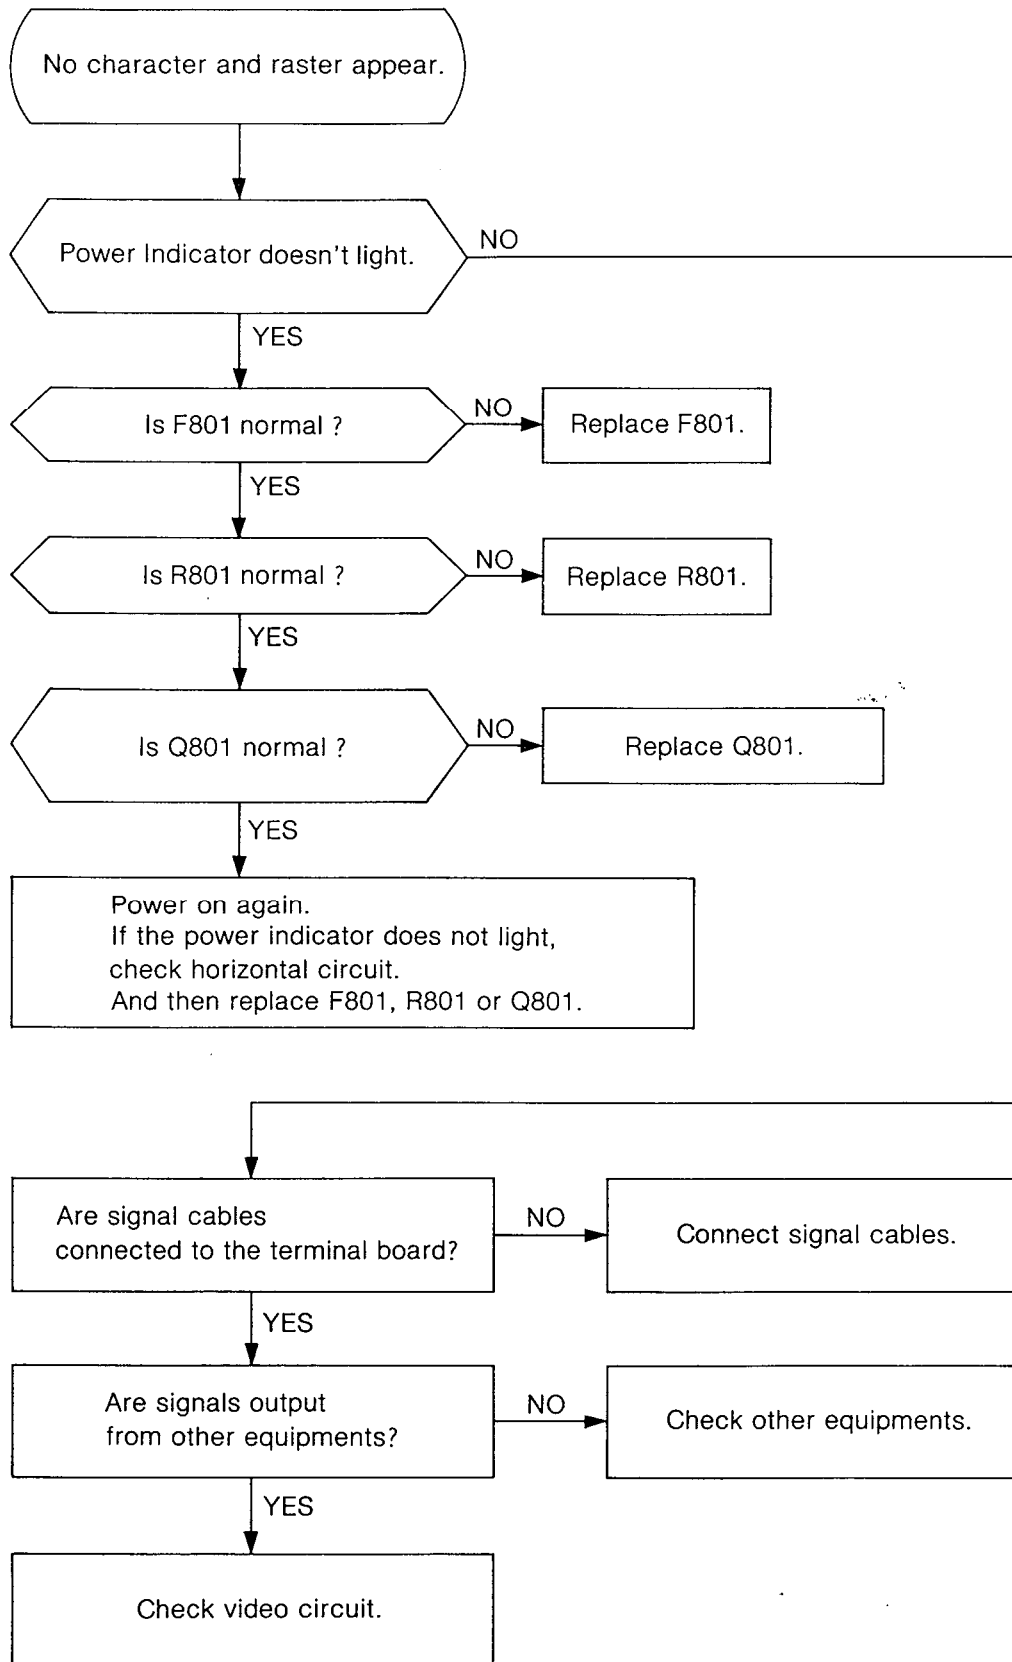 No character and raster appear.
Power Indicator doesn't light.
NO
YES
Is F801 normal ?
NO
Replace F801.
YES
Is R801 normal ?
NO
Replace R801.
YES
Is Q801 normal ?
NO
Replace Q801.
YES
Power on again.
If the power indicator does not light,
check horizontal circuit.
And then replace F801, R801 or Q801.
Are signal cables
connected to the terminal board?
NO
Connect signal cables.
YES
Are signals output
from other equipments?
NO
Check other equipments.
YES
Check video circuit.